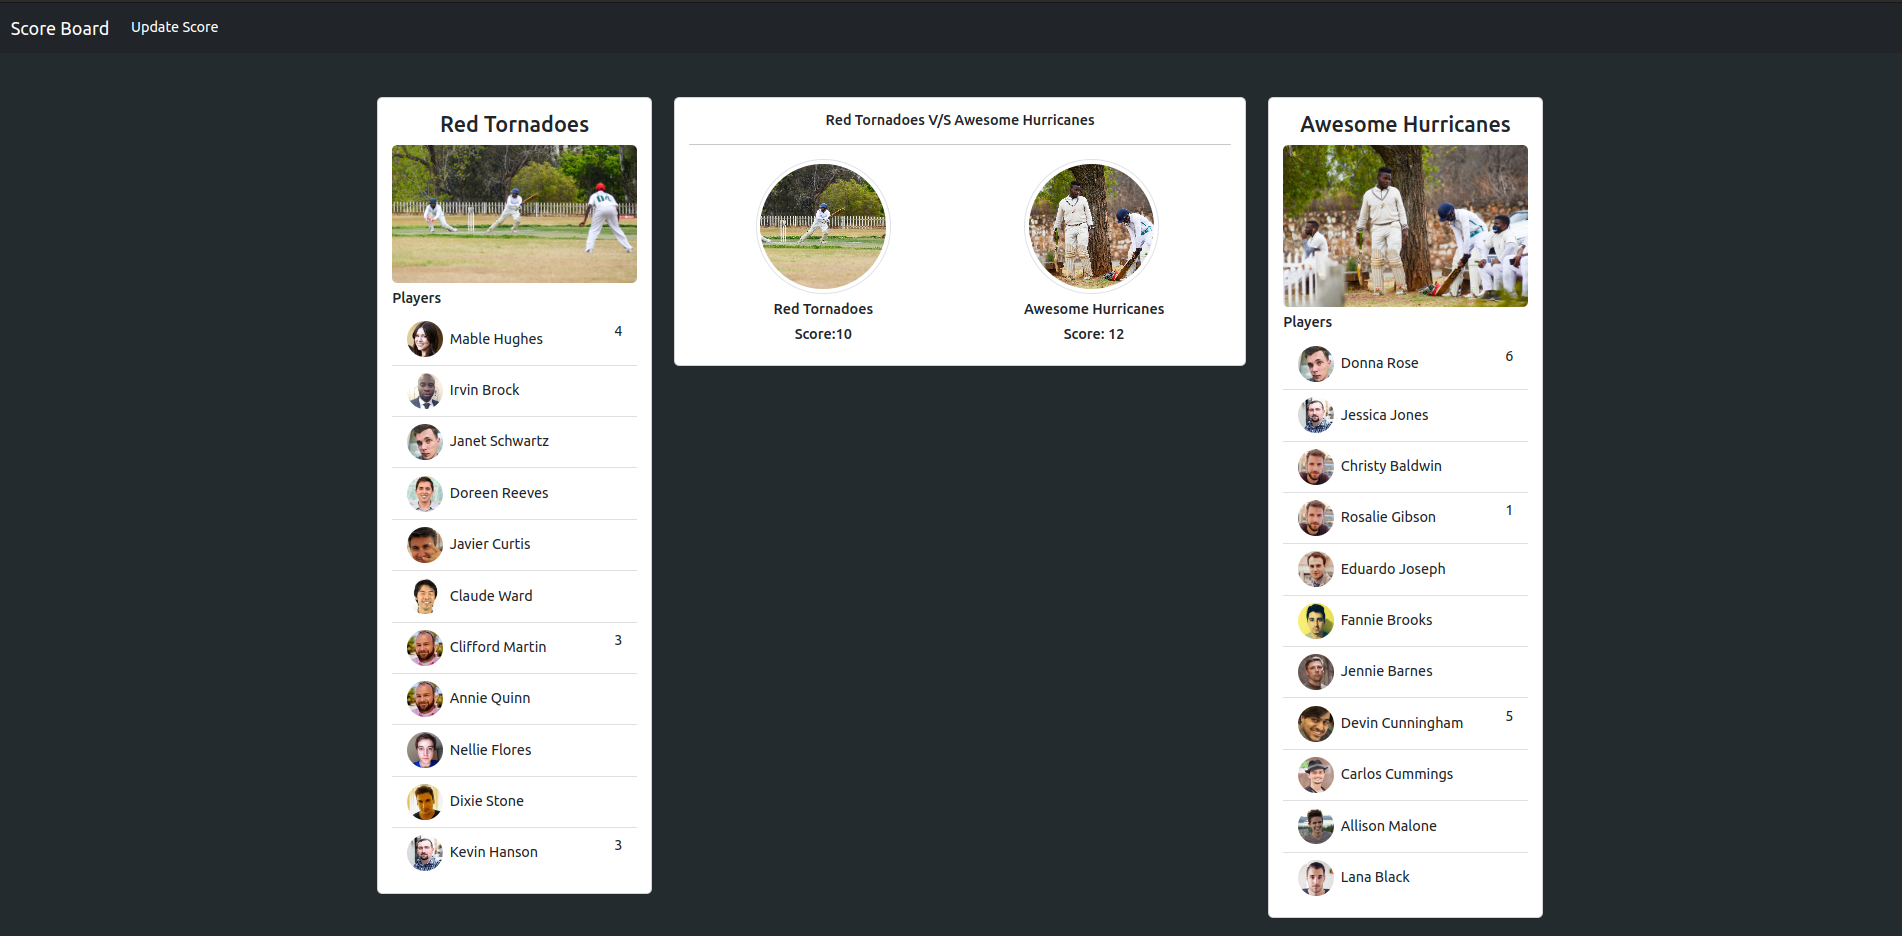 Score Board Update Score
Red Tornadoes
Players
Mable Hughes 4
Irvin Brock
Janet Schwartz
Doreen Reeves
Javier Curtis
Claude Ward
Clifford Martin 3
Annie Quinn
Nellie Flores
Dixie Stone
Kevin Hanson 3
Red Tornadoes V/S Awesome Hurricanes
Red Tornadoes
Score:10
Awesome Hurricanes
Score: 12
Awesome Hurricanes
Players
Donna Rose 6
Jessica Jones
Christy Baldwin
Rosalie Gibson 1
Eduardo Joseph
Fannie Brooks
Jennie Barnes
Devin Cunningham 5
Carlos Cummings
Allison Malone
Lana Black